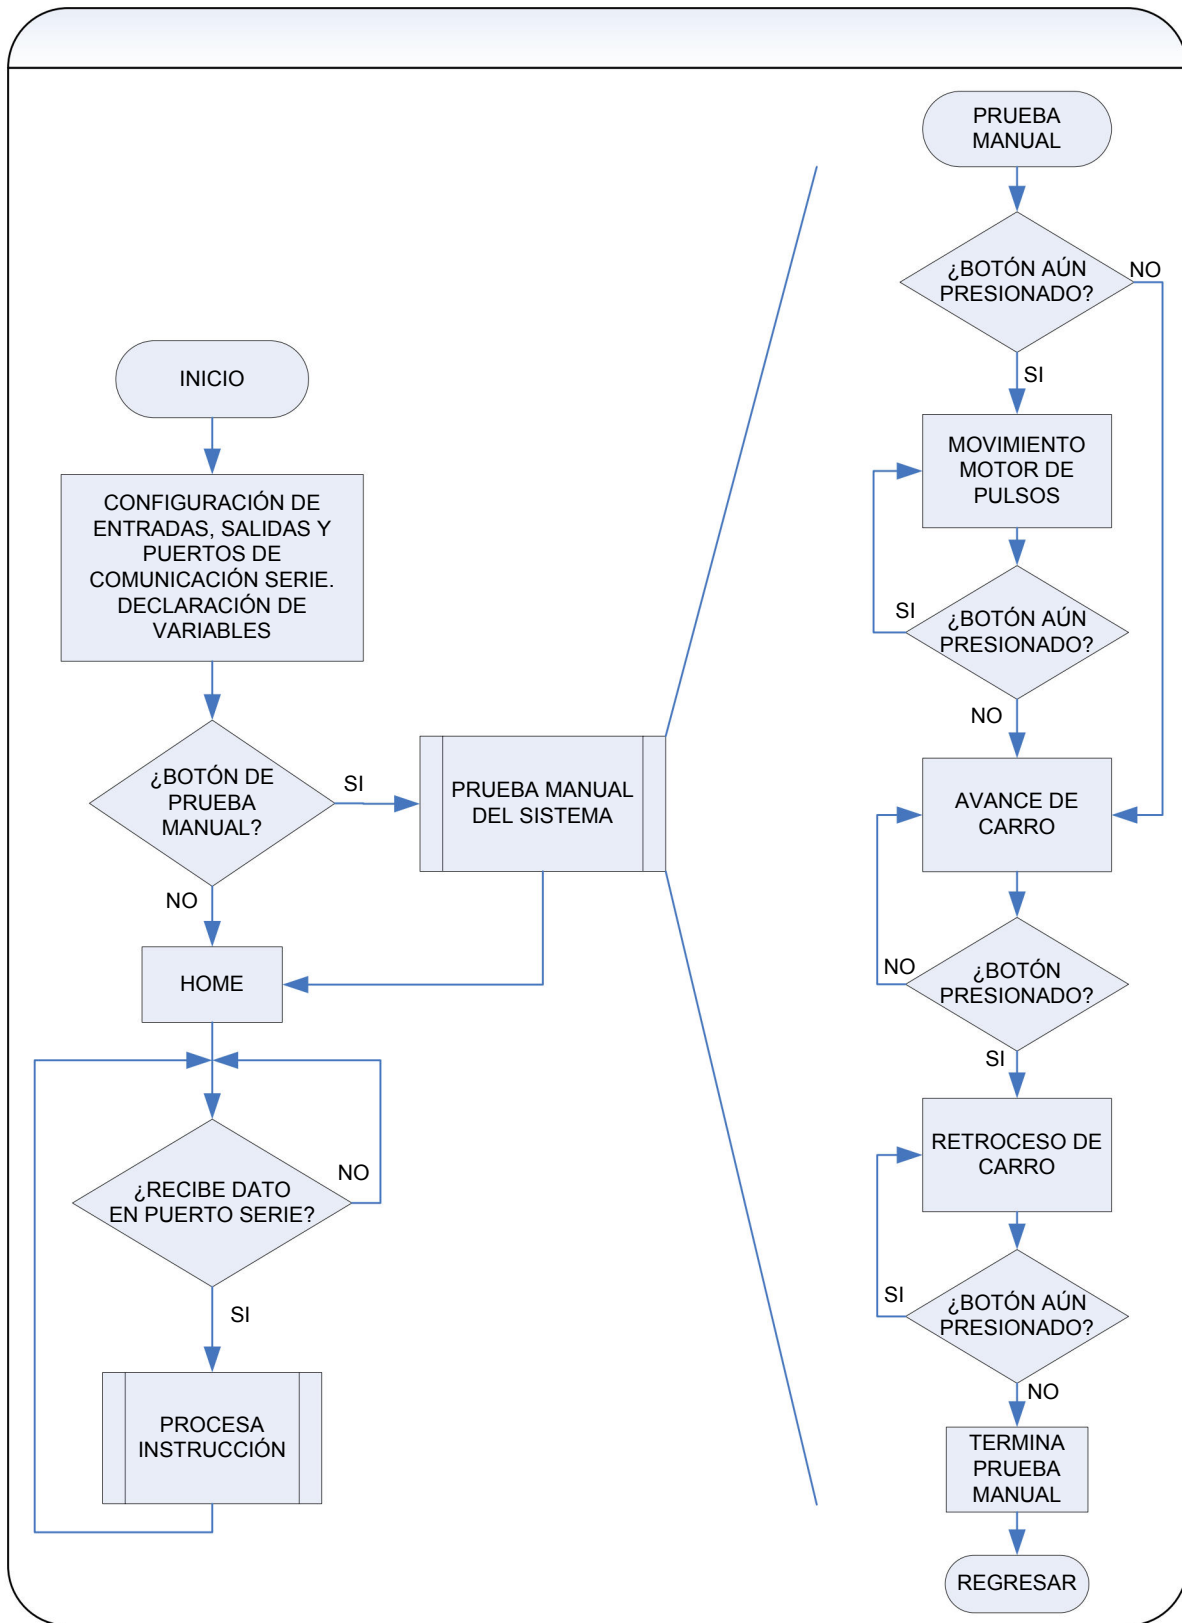 INICIO
CONFIGURACIÓN DE
ENTRADAS, SALIDAS Y
PUERTOS DE
COMUNICACIÓN SERIE.
DECLARACIÓN DE
VARIABLES
¿BOTÓN DE
PRUEBA
MANUAL?
SI
NO
PRUEBA MANUAL
DEL SISTEMA
HOME
¿RECIBE DATO
EN PUERTO SERIE?
NO
SI
PROCESA
INSTRUCCIÓN
PRUEBA
MANUAL
¿BOTÓN AÚN
PRESIONADO?
NO
SI
MOVIMIENTO
MOTOR DE
PULSOS
¿BOTÓN AÚN
PRESIONADO?
SI
NO
AVANCE DE
CARRO
¿BOTÓN
PRESIONADO?
NO
SI
RETROCESO DE
CARRO
¿BOTÓN AÚN
PRESIONADO?
SI
NO
TERMINA
PRUEBA
MANUAL
REGRESAR